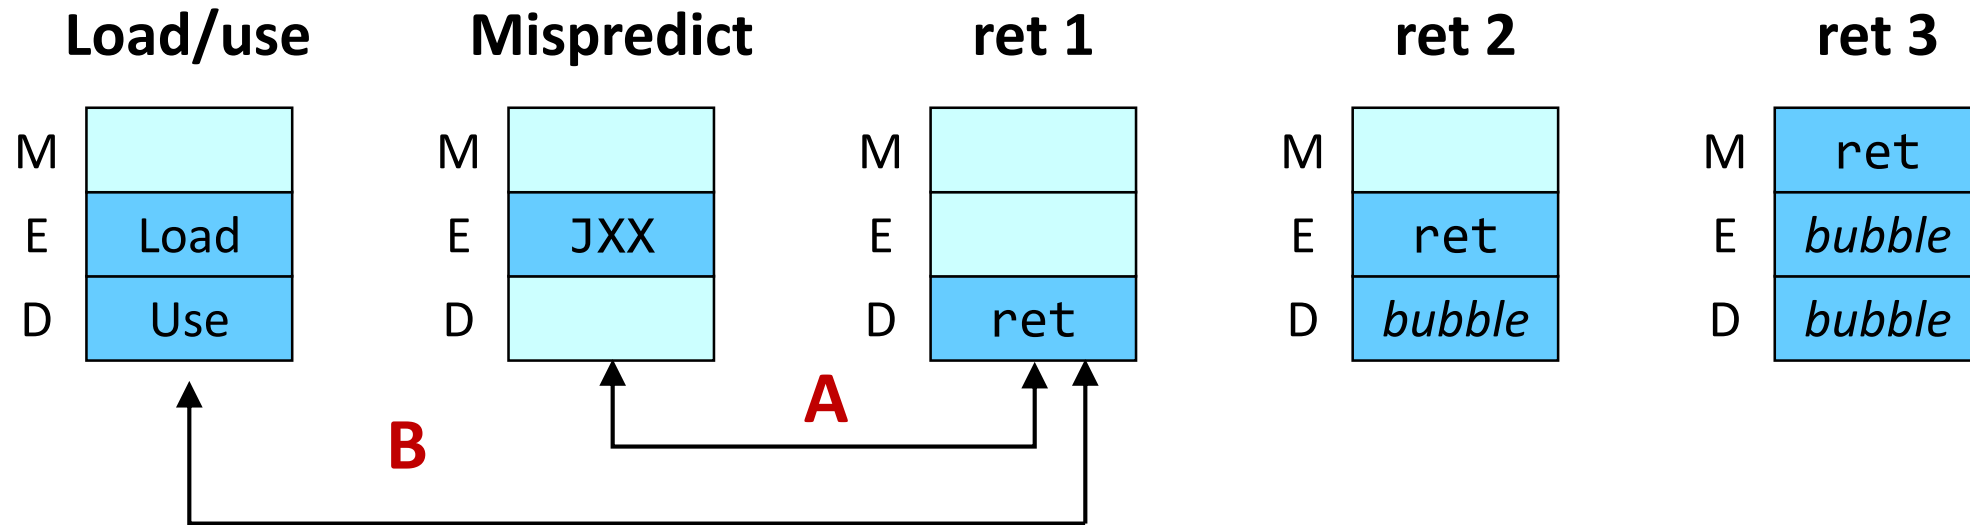 Load/use Mispredict ret 1 ret 2 ret 3
M M M M M ret
E Load E JXX E E ret E bubble
D Use D D ret D bubble D bubble
A
B